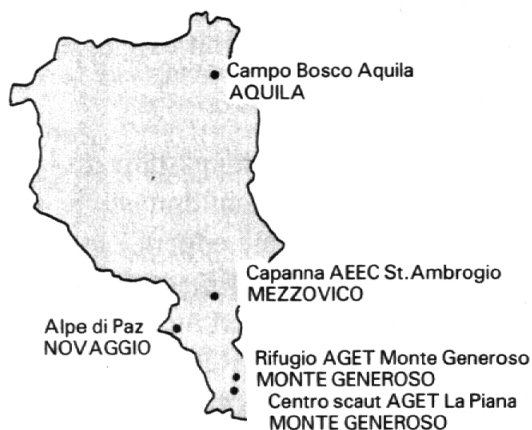 Campo Bosco Aquila
AQUILA
Capanna AEEC St. Ambrogio
MEZZOVICO
Alpe di Paz
NOVAGGIO
Rifugio AGET Monte Generoso
MONTE GENEROSO
Centro scaut AGET La Piana
MONTE GENEROSO